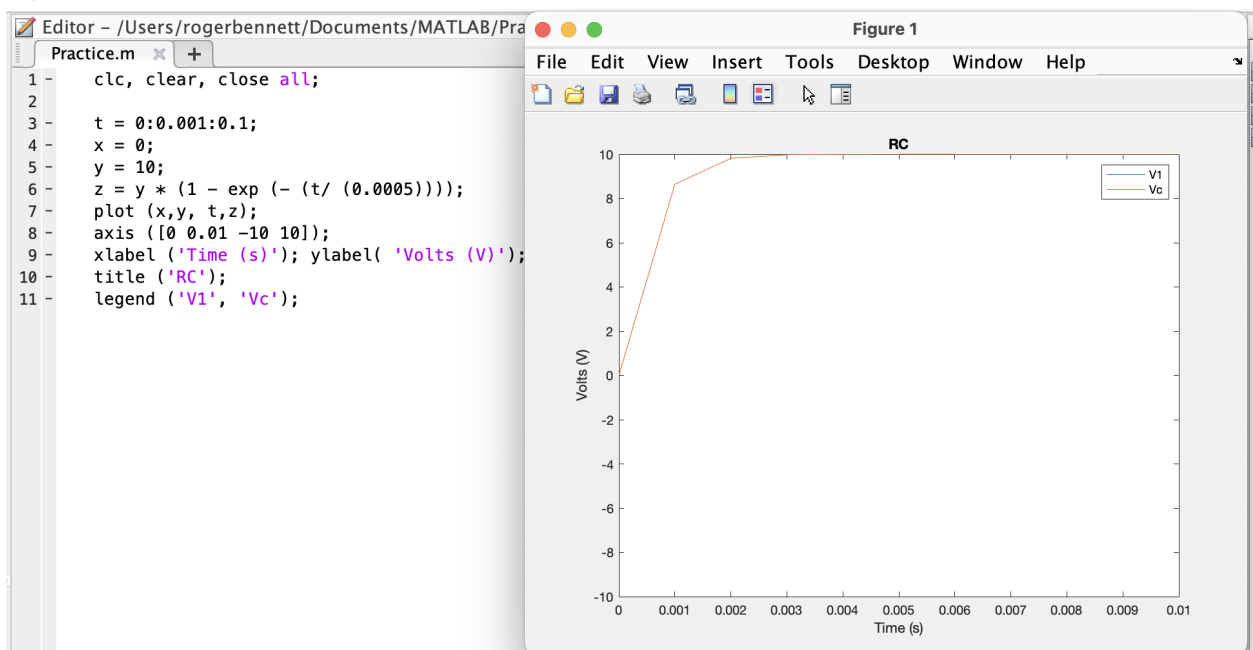 Editor – /Users/rogerbennett/Documents/MATLAB/Pra
Practice.m × +
1 – clc, clear, close all;
2
3 – t = 0:0.001:0.1;
4 – x = 0;
5 – y = 10;
6 – z = y * (1 - exp (- (t/ (0.0005))));
7 – plot (x,y, t,z);
8 – axis ([0 0.01 -10 10]);
9 – xlabel ('Time (s)'); ylabel( 'Volts (V)');
10 – title ('RC');
11 – legend ('V1', 'Vc');
Figure 1
File Edit View Insert Tools Desktop Window Help
RC
V1
Vc
10
8
6
4
2
0
-2
-4
-6
-8
-10
Volts (V)
0 0.001 0.002 0.003 0.004 0.005 0.006 0.007 0.008 0.009 0.01
Time (s)